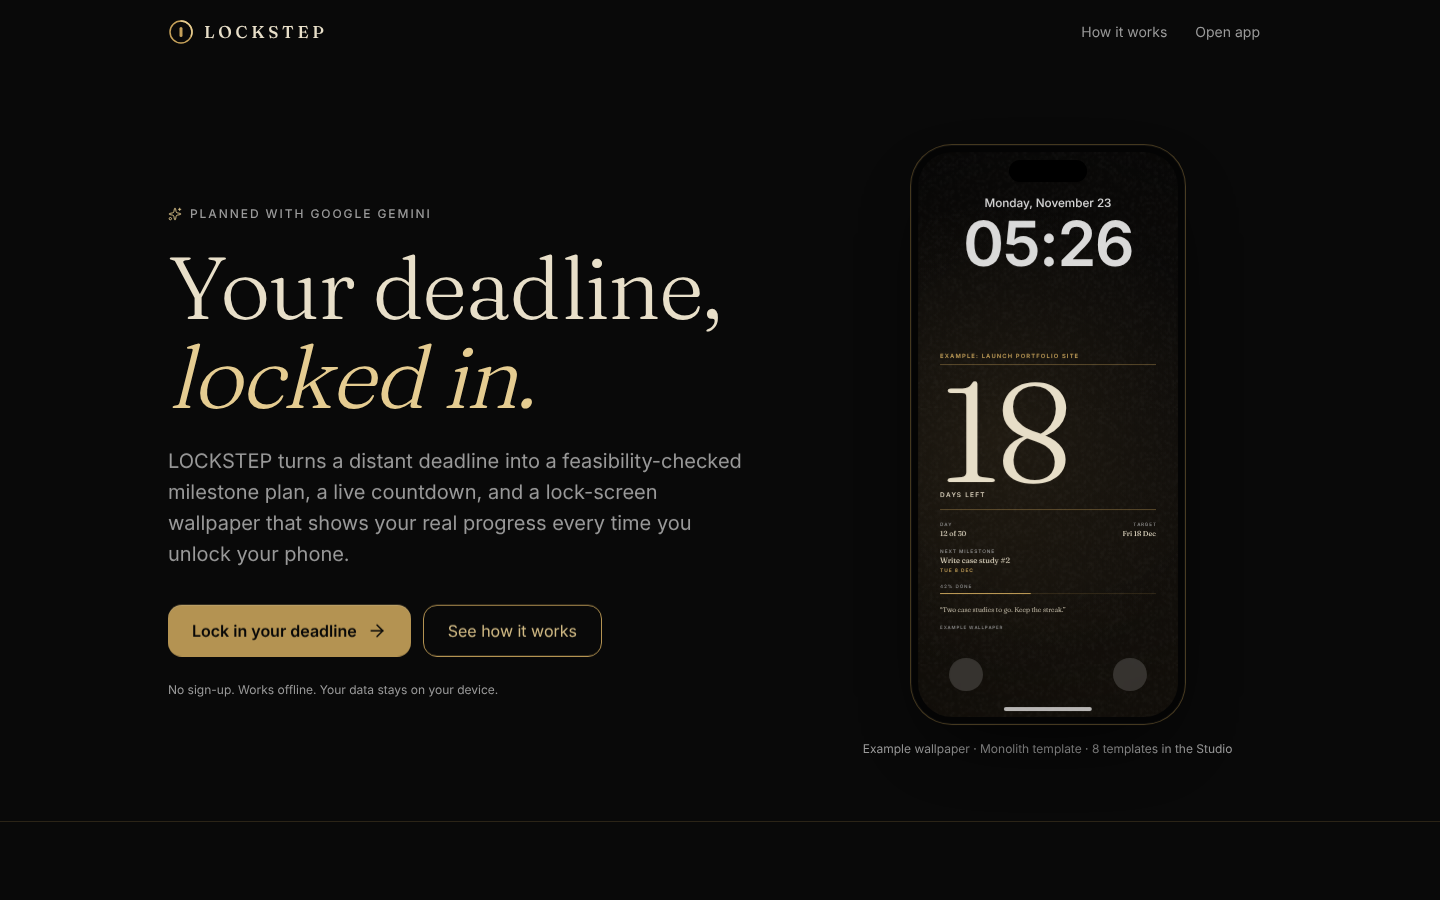 LOCKSTEP
How it works
Open app
PLANNED WITH GOOGLE GEMINI
Your deadline,
locked in.
LOCKSTEP turns a distant deadline into a feasibility-checked
milestone plan, a live countdown, and a lock-screen
wallpaper that shows your real progress every time you
unlock your phone.
Lock in your deadline
See how it works
No sign-up. Works offline. Your data stays on your device.
Monday, November 23
05:26
EXAMPLE: LAUNCH PORTFOLIO SITE
18
DAYS LEFT
DAY
TARGET
12 of 30
Fri 18 Dec
NEXT MILESTONE
Write case study #2
TUE 8 DEC
42% DONE
"Two case studies to go. Keep the streak."
EXAMPLE WALLPAPER
Example wallpaper · Monolith template · 8 templates in the Studio